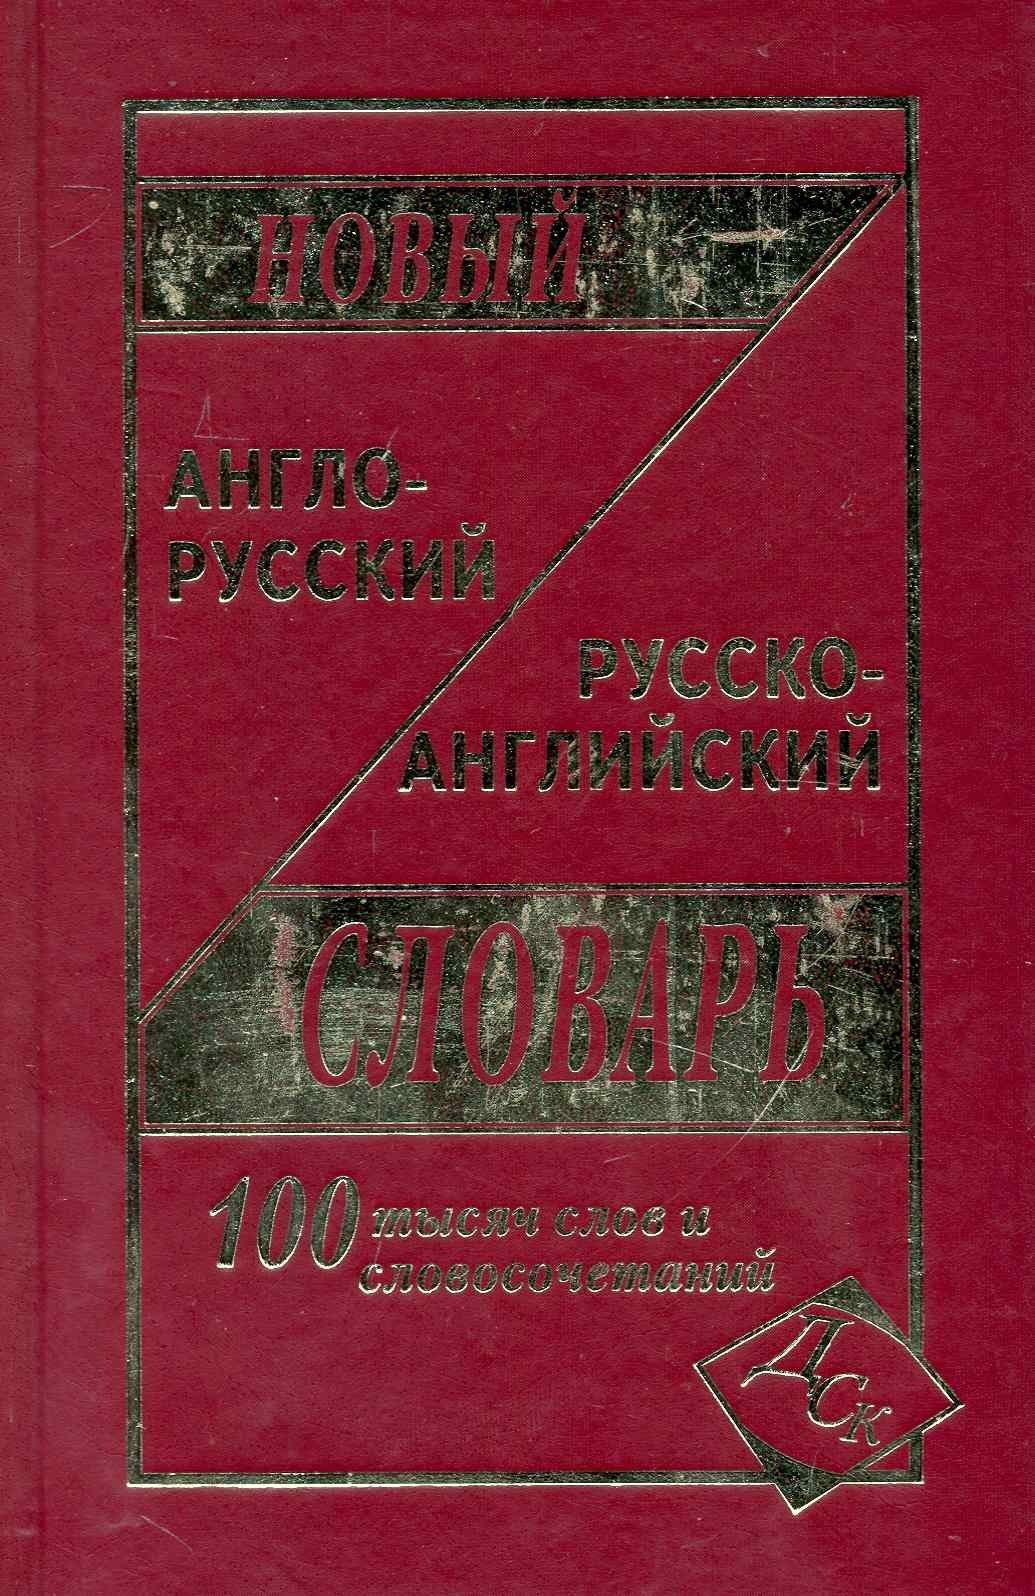 НОВЫЙ
АНГЛО-
РУССКИЙ
РУССКО-
АНГЛИЙСКИЙ
СЛОВАРЬ
100 тысяч слов и
словосочетаний
ДСК